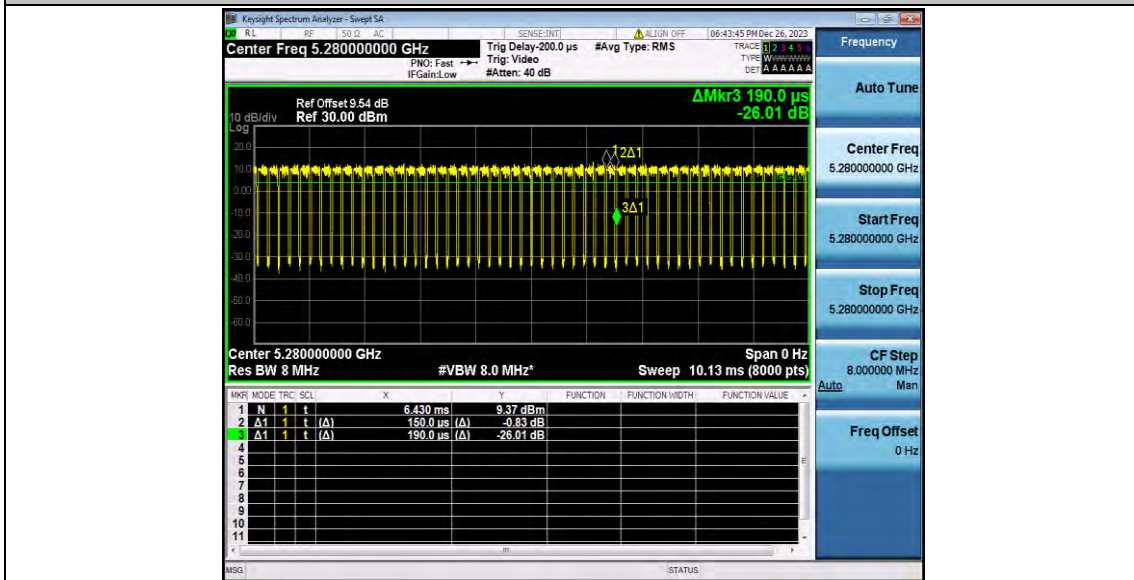 Keysight Spectrum Analyzer - Swept SA
RL RF 50 Ω AC SENSE:INT ALIGN OFF 06:43:45 PM Dec 26, 2023
Center Freq 5.280000000 GHz
PNO: Fast
IFGain:Low
Trig Delay-200.0 µs
Trig: Video
#Atten: 40 dB
#Avg Type: RMS
TRACE 1 2 3 4 5 6
TYPE WWWWWW
DET A A A A A A
ΔMkr3 190.0 µs
-26.01 dB
Ref Offset 9.54 dB
10 dB/div Ref 30.00 dBm
Log
20.0
10.0
0.00
-10.0
-20.0
-30.0
-40.0
-50.0
-60.0
1 2Δ1
3Δ1
Center 5.280000000 GHz Span 0 Hz
Res BW 8 MHz #VBW 8.0 MHz* Sweep 10.13 ms (8000 pts)
MKR MODE TRC SCL X Y FUNCTION FUNCTION WIDTH FUNCTION VALUE
1 N 1 t 6.430 ms 9.37 dBm
2 Δ1 1 t (Δ) 150.0 µs (Δ) -0.83 dB
3 Δ1 1 t (Δ) 190.0 µs (Δ) -26.01 dB
4
5
6
7
8
9
10
11
MSG STATUS
Frequency
Auto Tune
Center Freq
5.280000000 GHz
Start Freq
5.280000000 GHz
Stop Freq
5.280000000 GHz
CF Step
8.000000 MHz
Auto Man
Freq Offset
0 Hz